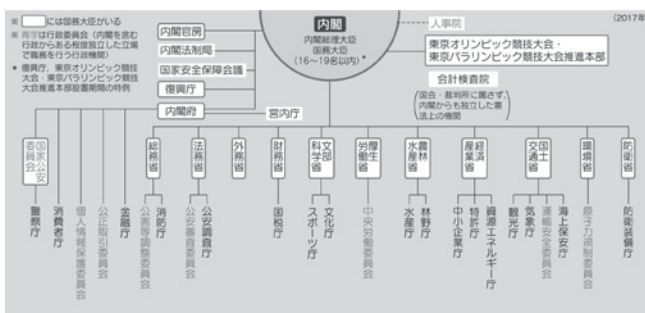 ※ □には国務大臣がいる
※ 青字は行政委員会（内閣を含む
行政からある程度独立した立場
で職務を行う行政機関）
＊ 復興庁，東京オリンピック競技
大会・東京パラリンピック競技
大会推進本部設置期間の特例
内閣
内閣総理大臣
国務大臣
（16～19名以内）＊
（2017年
人事院
東京オリンピック競技大会・
東京パラリンピック競技大会推進本部
会計検査院
（国会・裁判所に属さず，
内閣からも独立した憲
法上の機関）
内閣官房
内閣法制局
国家安全保障会議
復興庁
内閣府
宮内庁
国家公安
委員会
総務省
法務省
外務省
財務省
文部
科学省
厚生
労働省
農林
水産省
経済
産業省
国土
交通省
環境省
防衛省
警察庁
消費者庁
個人情報保護委員会
公正取引委員会
金融庁
公害等調整委員会
消防庁
公安審査委員会
公安調査庁
国税庁
スポーツ庁
文化庁
中央労働委員会
水産庁
林野庁
中小企業庁
特許庁
資源エネルギー庁
観光庁
気象庁
運輸安全委員会
海上保安庁
原子力規制委員会
防衛装備庁